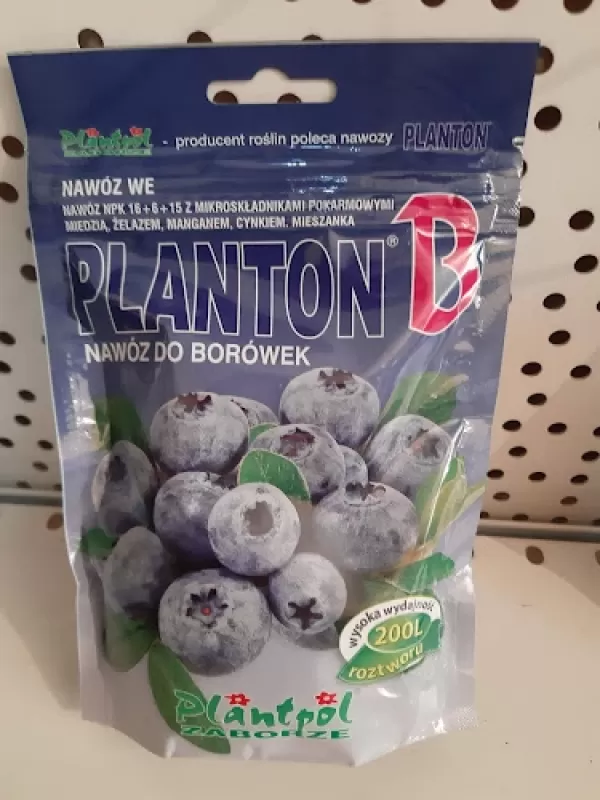 Plantpol - producent roślin poleca nawozy PLANTON
ZABORZE
NAWÓZ WE
NAWÓZ NPK 16+6+15 Z MIKROSKŁADNIKAMI POKARMOWYMI
MIEDZIĄ, ŻELAZEM, MANGANEM, CYNKIEM. MIESZANKA
PLANTON® B
NAWÓZ DO BORÓWEK
wysoka wydajność
200L
roztworu
Plantpol
ZABORZE